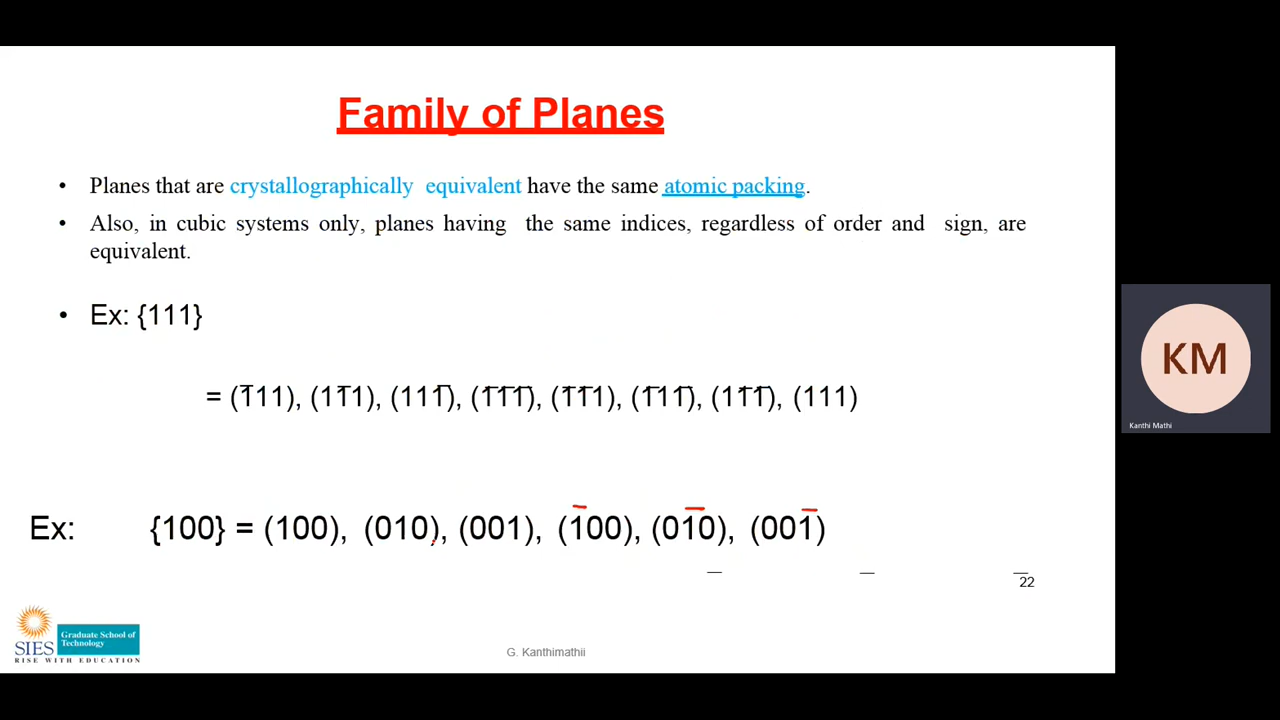 Family of Planes
• Planes that are crystallographically equivalent have the same atomic packing.
• Also, in cubic systems only, planes having the same indices, regardless of order and sign, are
equivalent.
• Ex: {111}
= (1̅11), (11̅1), (111̅), (1̅1̅1̅), (1̅1̅1), (1̅11̅), (11̅1̅), (111)
Ex: {100} = (100), (010), (001), (1̅00), (01̅0), (001̅)
22
SIES Graduate School of
Technology
RISE WITH EDUCATION
G. Kanthimathii
KM
Kanthi Mathi